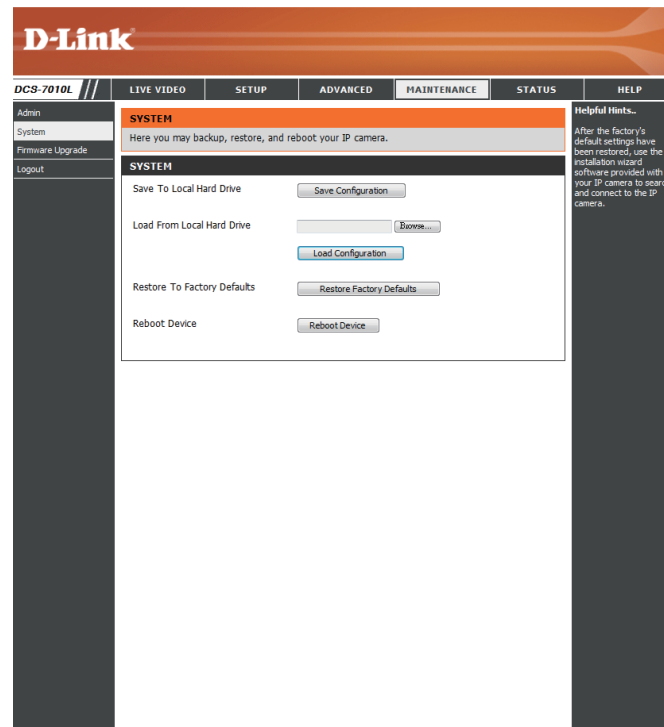 D-Link
DCS-7010L
LIVE VIDEO
SETUP
ADVANCED
MAINTENANCE
STATUS
HELP
Admin
System
Firmware Upgrade
Logout
SYSTEM
Here you may backup, restore, and reboot your IP camera.
SYSTEM
Save To Local Hard Drive
Save Configuration
Load From Local Hard Drive
Browse...
Load Configuration
Restore To Factory Defaults
Restore Factory Defaults
Reboot Device
Reboot Device
Helpful Hints..
After the factory's
default settings have
been restored, use the
installation wizard
software provided with
your IP camera to searc
and connect to the IP
camera.